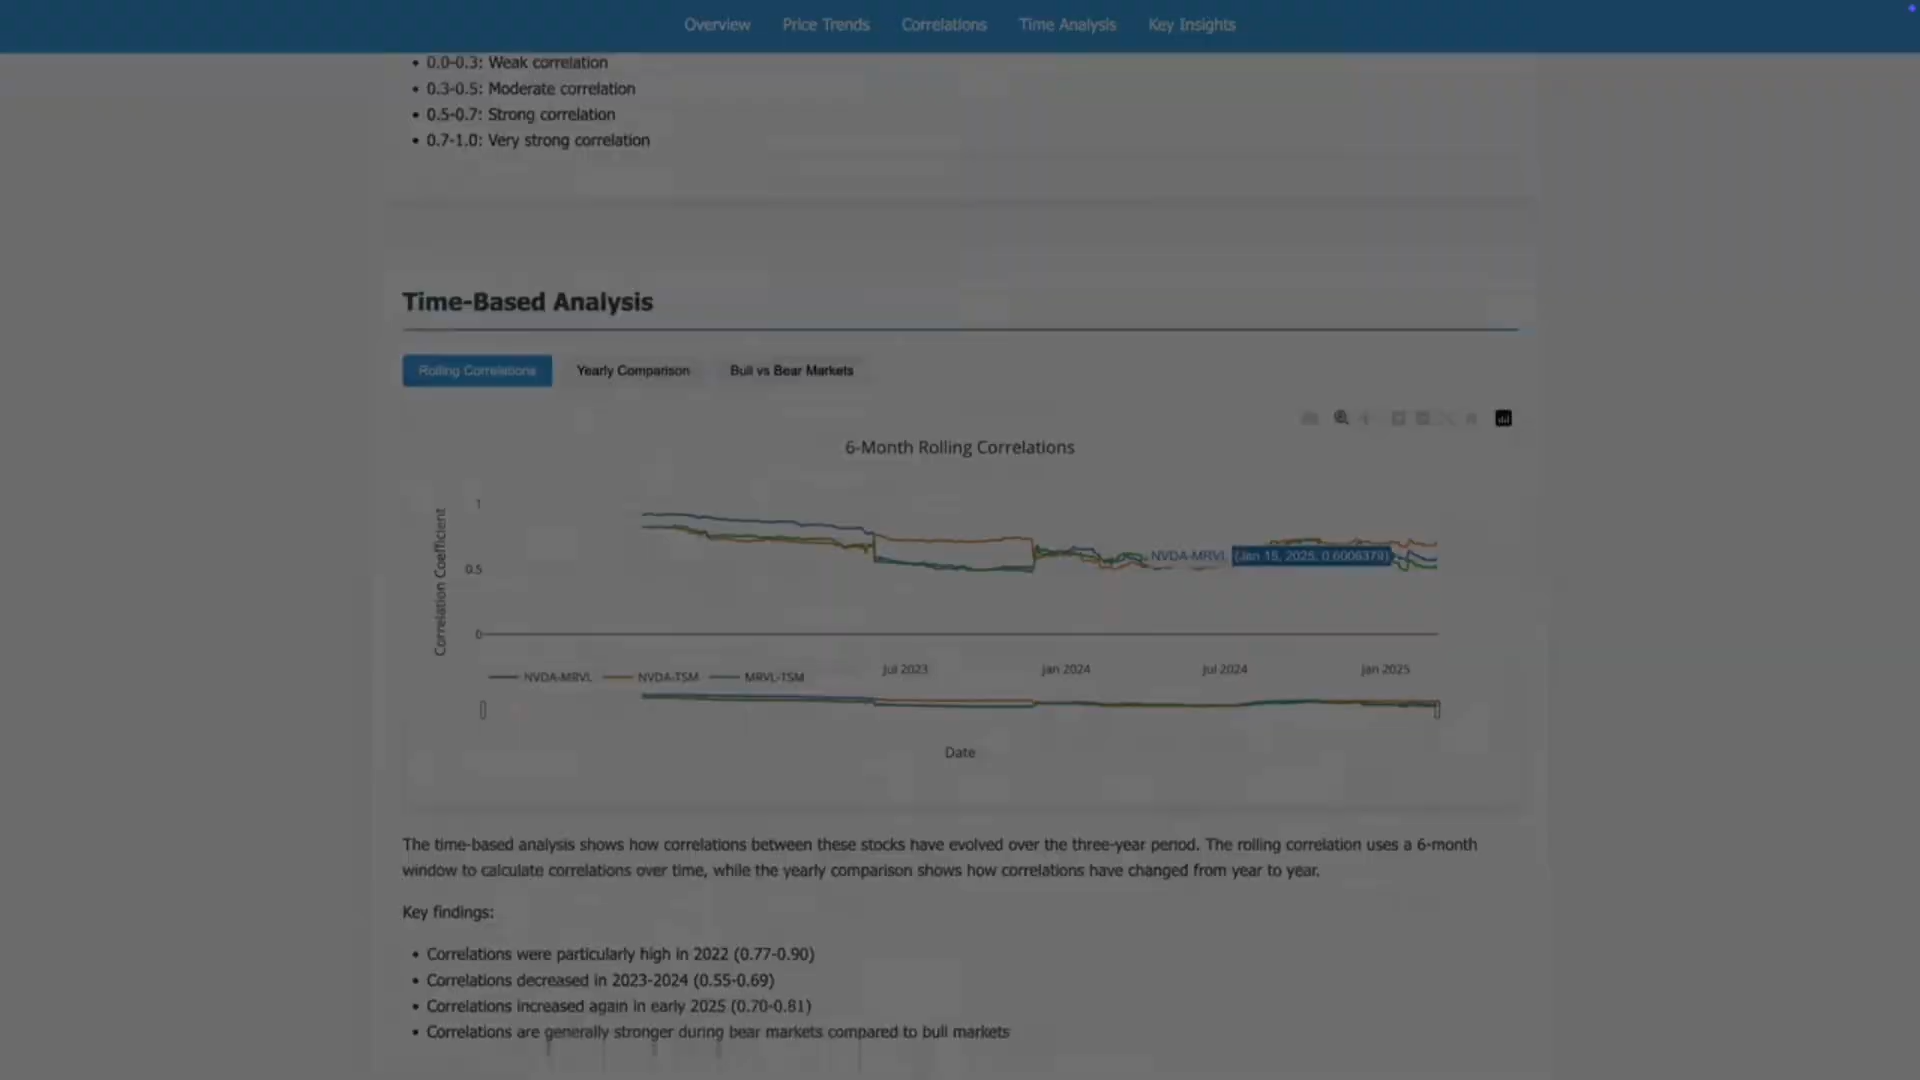 Overview Price Trends Correlations Time Analysis Key Insights
• 0.0-0.3: Weak correlation
• 0.3-0.5: Moderate correlation
• 0.5-0.7: Strong correlation
• 0.7-1.0: Very strong correlation
Time-Based Analysis
Rolling Correlations Yearly Comparison Bull vs Bear Markets
6-Month Rolling Correlations
Correlation Coefficient
1
0.5
0
NVDA-MRVL (Jan 15, 2025, 0.6006379)
Jul 2023 Jan 2024 Jul 2024 Jan 2025
NVDA-MRVL NVDA-TSM MRVL-TSM
Date
The time-based analysis shows how correlations between these stocks have evolved over the three-year period. The rolling correlation uses a 6-month
window to calculate correlations over time, while the yearly comparison shows how correlations have changed from year to year.
Key findings:
• Correlations were particularly high in 2022 (0.77-0.90)
• Correlations decreased in 2023-2024 (0.55-0.69)
• Correlations increased again in early 2025 (0.70-0.81)
• Correlations are generally stronger during bear markets compared to bull markets